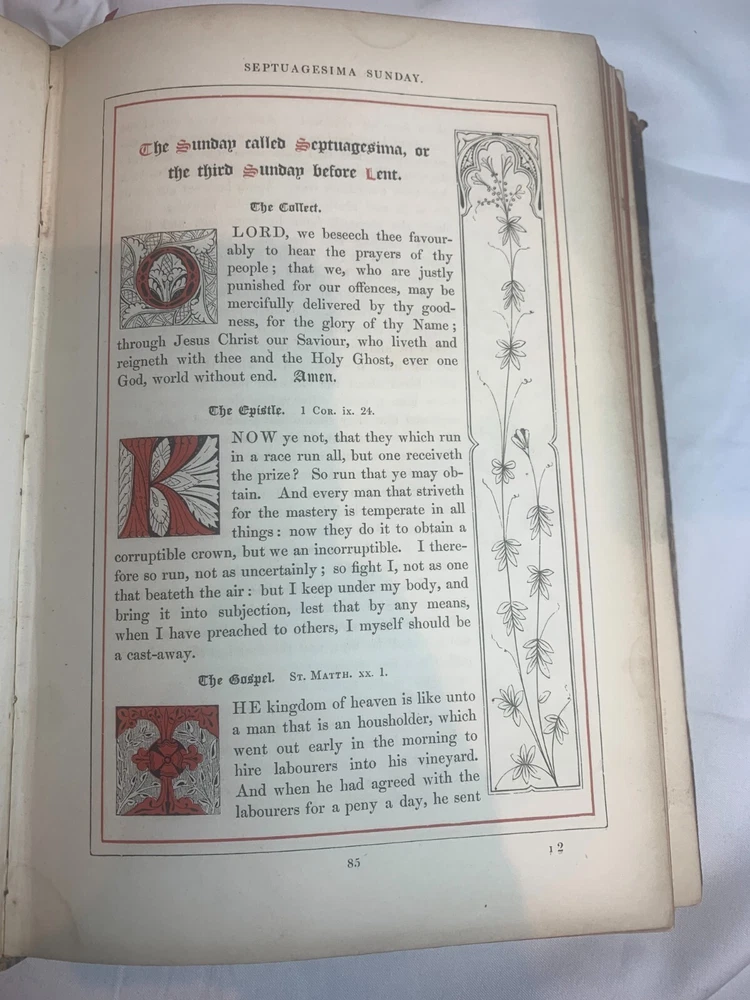 SEPTUAGESIMA SUNDAY.
The Sunday called Septuagesima, or
the third Sunday before Lent.
The Collect.
O LORD, we beseech thee favour-
ably to hear the prayers of thy
people; that we, who are justly
punished for our offences, may be
mercifully delivered by thy good-
ness, for the glory of thy Name;
through Jesus Christ our Saviour, who liveth and
reigneth with thee and the Holy Ghost, ever one
God, world without end. Amen.
The Epistle. 1 Cor. ix. 24.
KNOW ye not, that they which run
in a race run all, but one receiveth
the prize? So run that ye may ob-
tain. And every man that striveth
for the mastery is temperate in all
things: now they do it to obtain a
corruptible crown, but we an incorruptible. I there-
fore so run, not as uncertainly; so fight I, not as one
that beateth the air: but I keep under my body, and
bring it into subjection, lest that by any means,
when I have preached to others, I myself should be
a cast-away.
The Gospel. St. Matth. xx. 1.
THE kingdom of heaven is like unto
a man that is an housholder, which
went out early in the morning to
hire labourers into his vineyard.
And when he had agreed with the
labourers for a peny a day, he sent
85
1 2